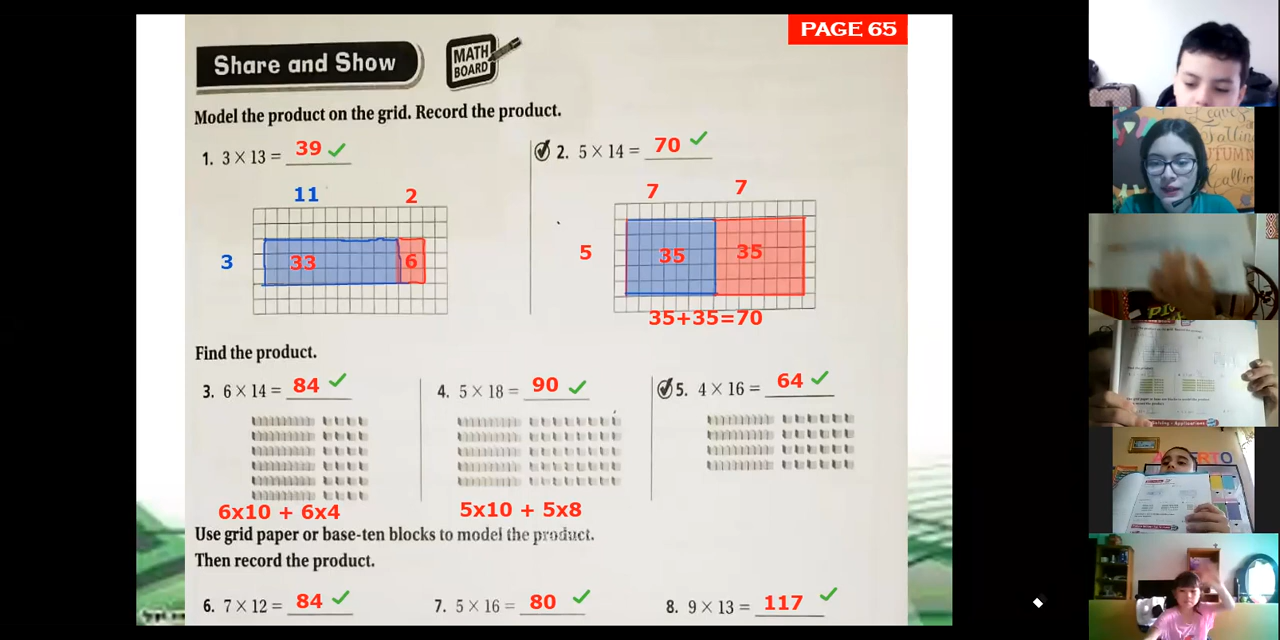 PAGE 65
Share and Show
MATH
BOARD
Model the product on the grid. Record the product.
1. 3 × 13 = 39 ✓
11 2
3 33 6
2. 5 × 14 = 70 ✓
7 7
5 35 35
35+35=70
Find the product.
3. 6 × 14 = 84 ✓
6x10 + 6x4
4. 5 × 18 = 90 ✓
5x10 + 5x8
5. 4 × 16 = 64 ✓
Use grid paper or base-ten blocks to model the product.
Then record the product.
6. 7 × 12 = 84 ✓
7. 5 × 16 = 80 ✓
8. 9 × 13 = 117 ✓